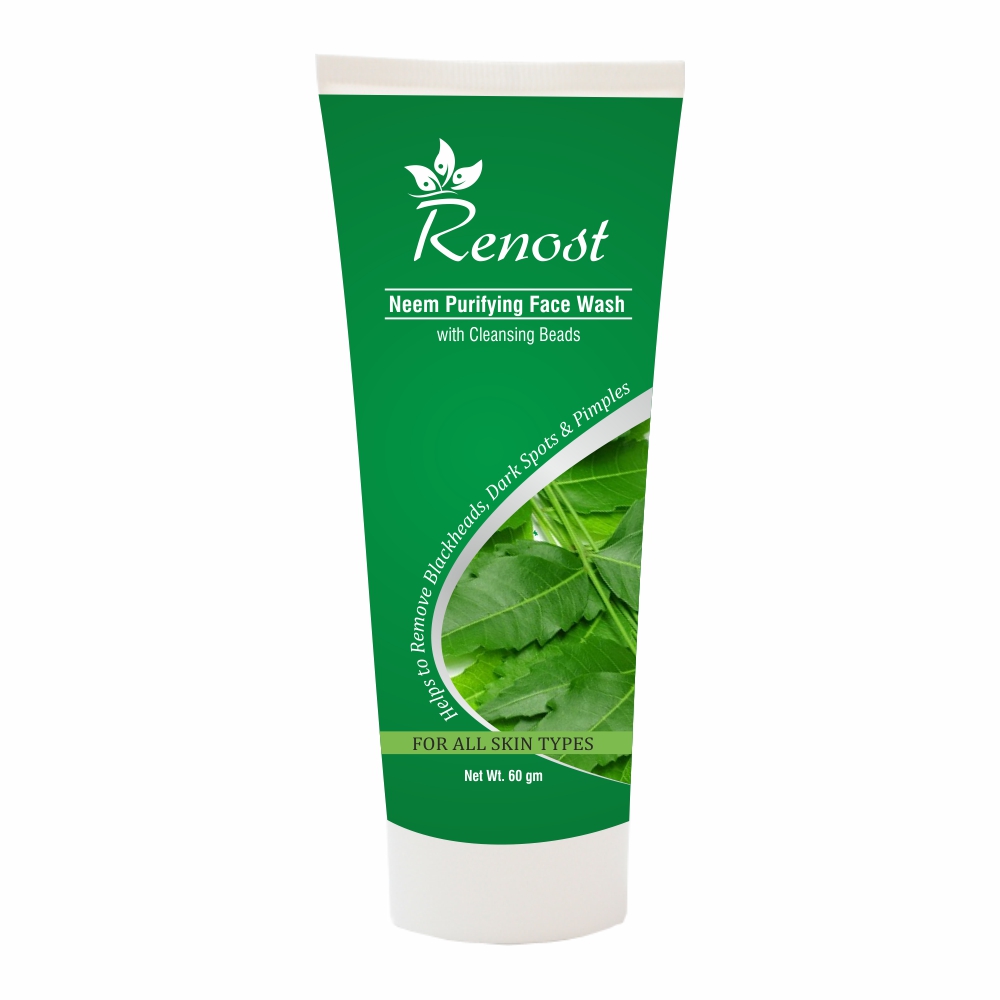 Renost
Neem Purifying Face Wash
with Cleansing Beads
Helps to Remove Blackheads, Dark Spots & Pimples
FOR ALL SKIN TYPES
Net Wt. 60 gm